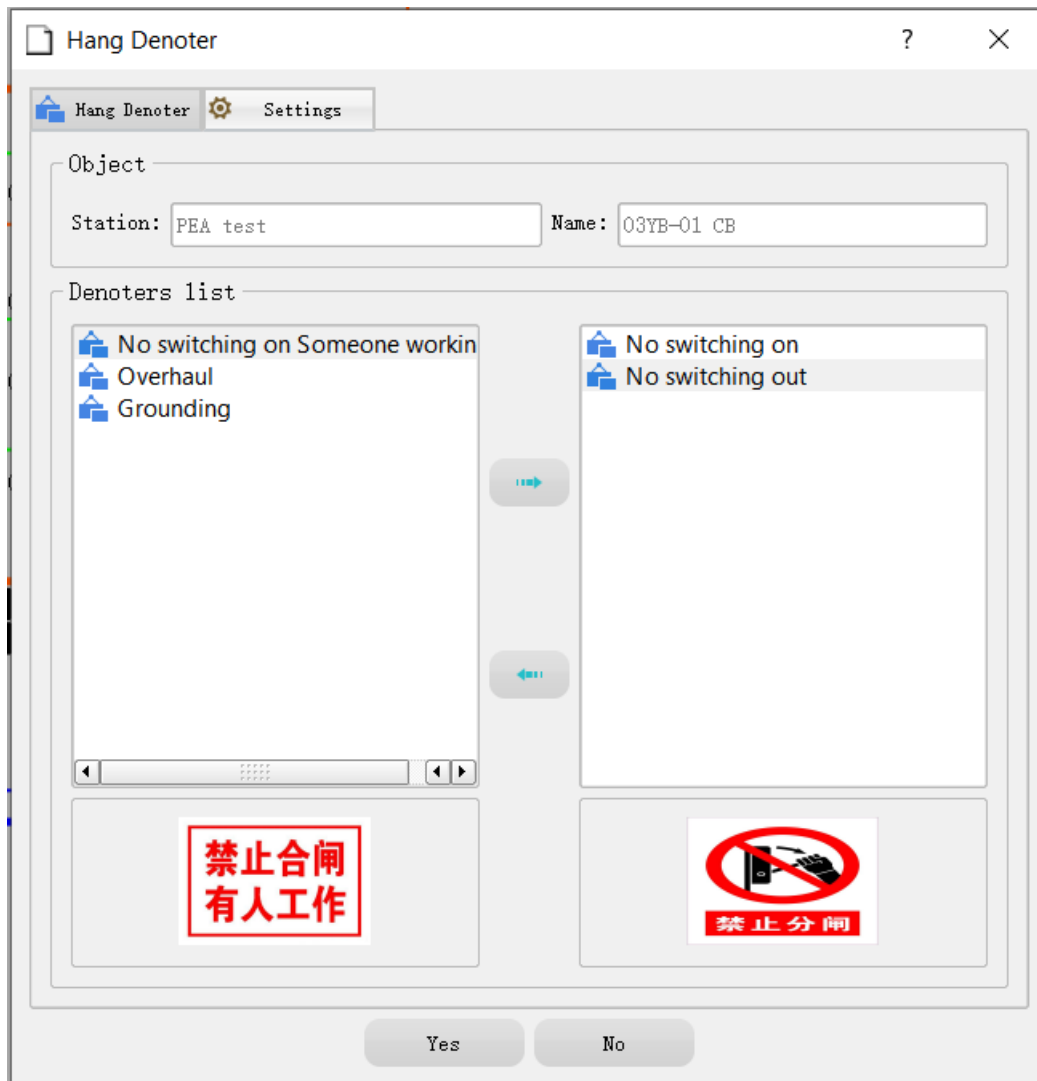 Hang Denoter
?
Hang Denoter
Settings
Object
Station:
PEA test
Name:
03YB-01 CB
Denoters list
No switching on Someone workin
Overhaul
Grounding
No switching on
No switching out
禁止合闸
有人工作
禁止分闸
Yes
No